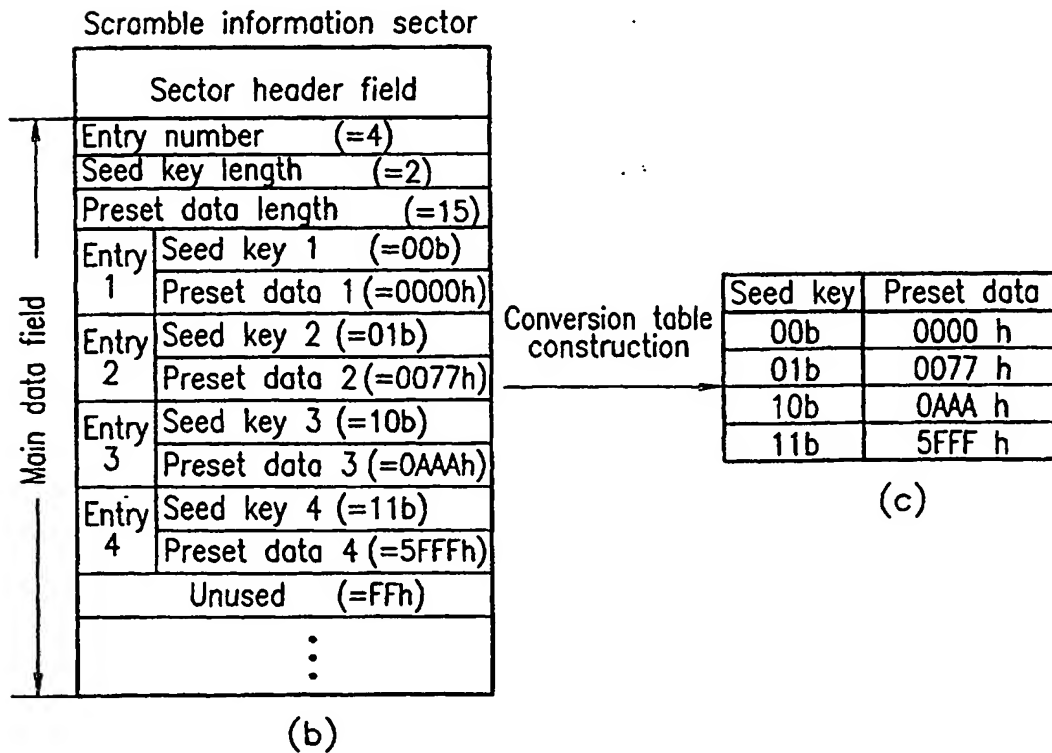 Scramble information sector
Sector header field
Main data field
Entry number (=4)
Seed key length (=2)
Preset data length (=15)
Entry 1
Seed key 1 (=00b)
Preset data 1 (=0000h)
Entry 2
Seed key 2 (=01b)
Preset data 2 (=0077h)
Entry 3
Seed key 3 (=10b)
Preset data 3 (=0AAAh)
Entry 4
Seed key 4 (=11b)
Preset data 4 (=5FFFh)
Unused (=FFh)
(b)
Conversion table
construction
Seed key Preset data
00b 0000 h
01b 0077 h
10b 0AAA h
11b 5FFF h
(c)